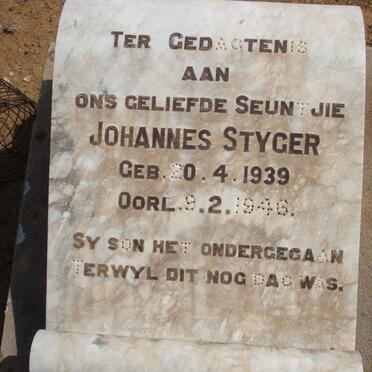 TER GEDAGTENIS
AAN
ONS GELIEFDE SEUNTJIE
JOHANNES STYGER
GEB. 20. 4. 1939
OORL. 9. 2. 1946.
SY SON HET ONDERGEGAAN
TERWYL DIT NOG DAG WAS.